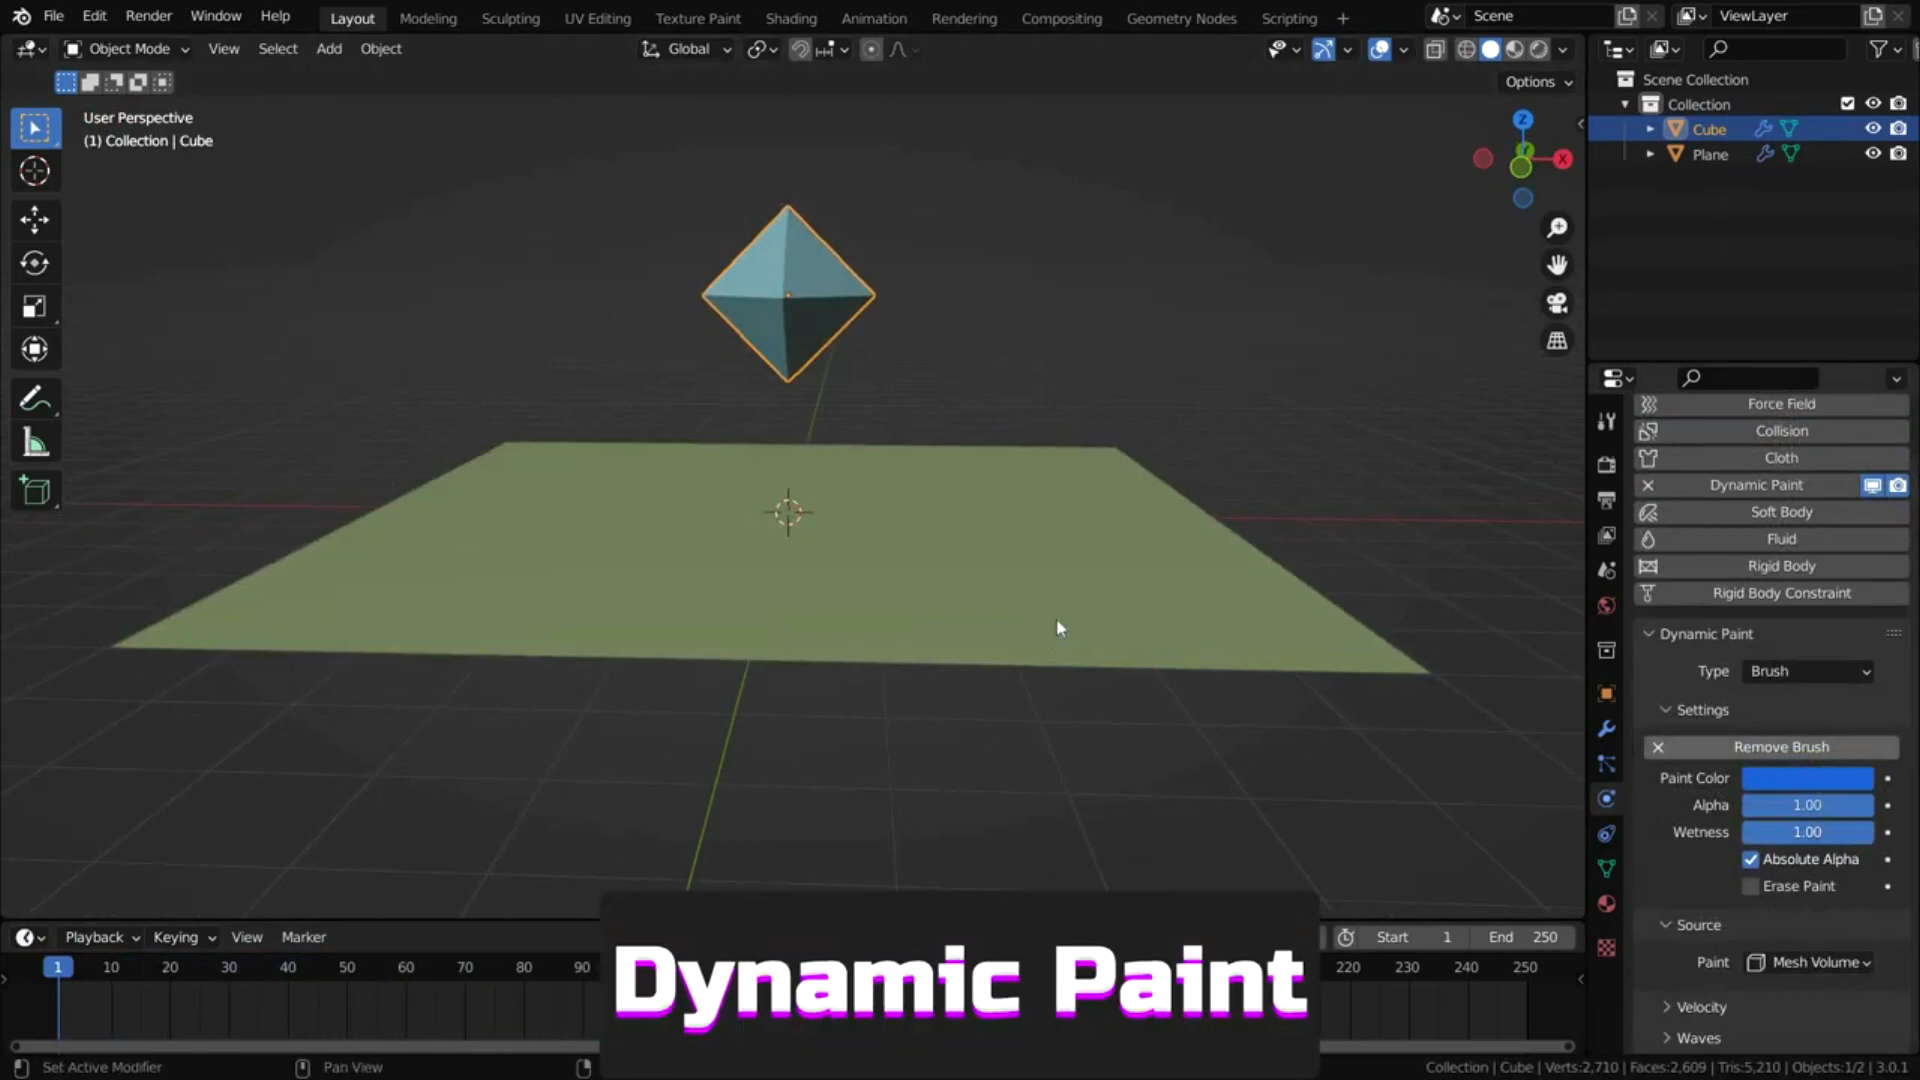 File Edit Render Window Help Layout Modeling Sculpting UV Editing Texture Paint Shading Animation Rendering Compositing Geometry Nodes Scripting + Scene ViewLayer
Object Mode View Select Add Object Global
Options
Scene Collection
Collection
Cube
Plane
User Perspective
(1) Collection | Cube
Z
X
Force Field
Collision
Cloth
Dynamic Paint
Soft Body
Fluid
Rigid Body
Rigid Body Constraint
Dynamic Paint
Type Brush
Settings
Remove Brush
Paint Color
Alpha 1.00
Wetness 1.00
Absolute Alpha
Erase Paint
Source
Paint Mesh Volume
Velocity
Waves
Playback Keying View Marker Start 1 End 250
1 10 20 30 40 50 60 70 80 90 220 230 240 250
Dynamic Paint
Set Active Modifier Pan View Collection | Cube | Verts:2,710 | Faces:2,609 | Tris:5,210 | Objects:1/2 | 3.0.1